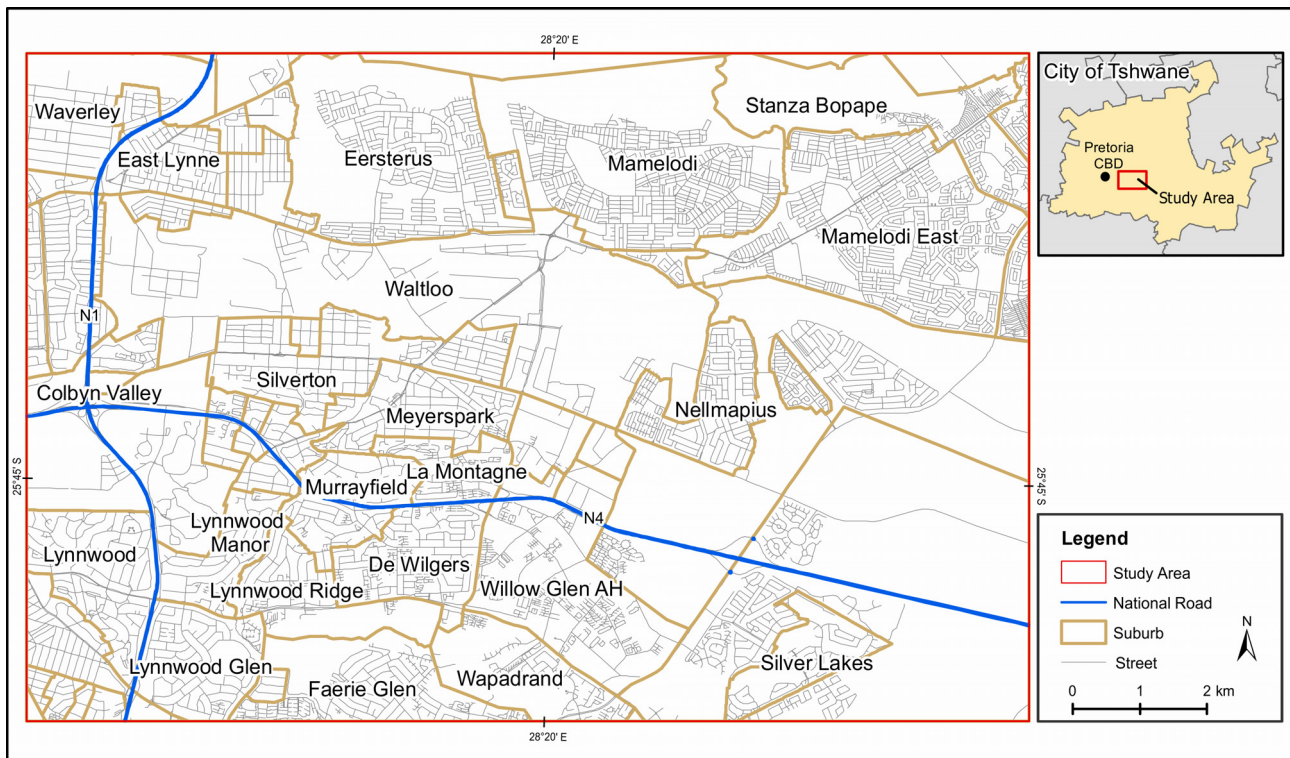 28°20' E
Waverley
East Lynne
Eersterus
Mamelodi
Stanza Bopape
Mamelodi East
Waltloo
N1
Colbyn Valley
Silverton
Meyerspark
Nellmapius
La Montagne
Murrayfield
25°45' S
25°45' S
N4
Lynnwood
Manor
Lynnwood
De Wilgers
Lynnwood Ridge
Willow Glen AH
Lynnwood Glen
Faerie Glen
Wapadrand
Silver Lakes
28°20' E
City of Tshwane
Pretoria
CBD
Study Area
Legend
Study Area
National Road
Suburb
Street
N
0 1 2 km